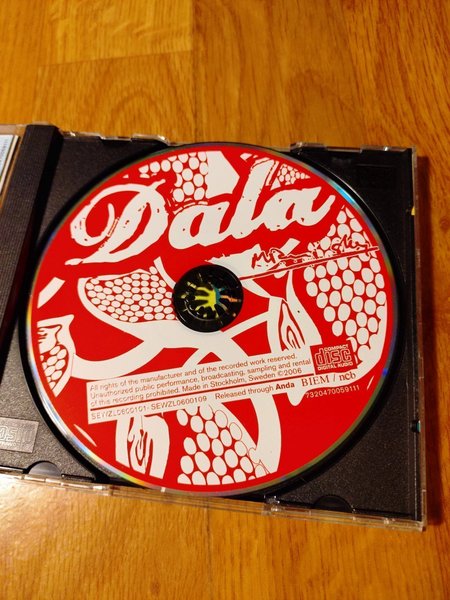 Dala
COMPACT
disc
DIGITAL AUDIO
All rights of the manufacturer and of the recorded work reserved.
Unauthorized public performance, broadcasting, sampling and rental
of this recording prohibited. Made in Stockholm, Sweden ©2006
SEWZL0600101- SEWZL0600109
Released through Anda
BIEM / ncb
7320470059111